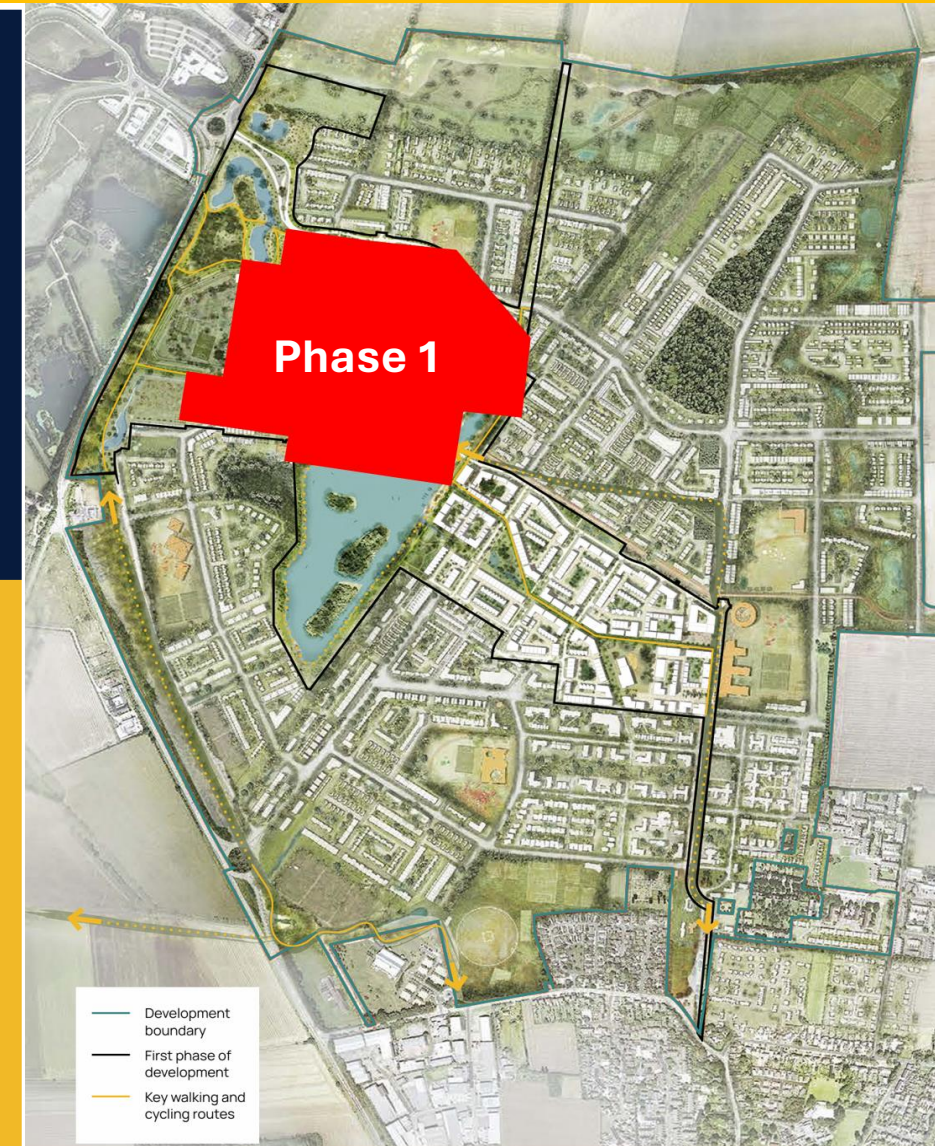 Phase 1
Development
boundary
First phase of
development
Key walking and
cycling routes